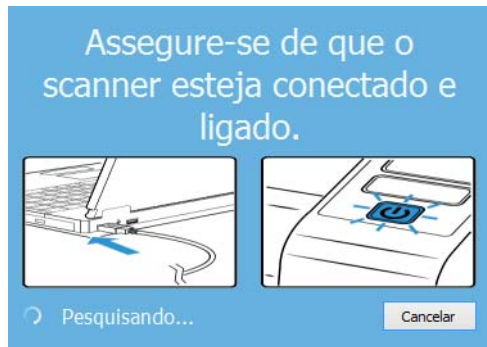 Assegure-se de que o
scanner esteja conectado e
ligado.
Pesquisando...
Cancelar